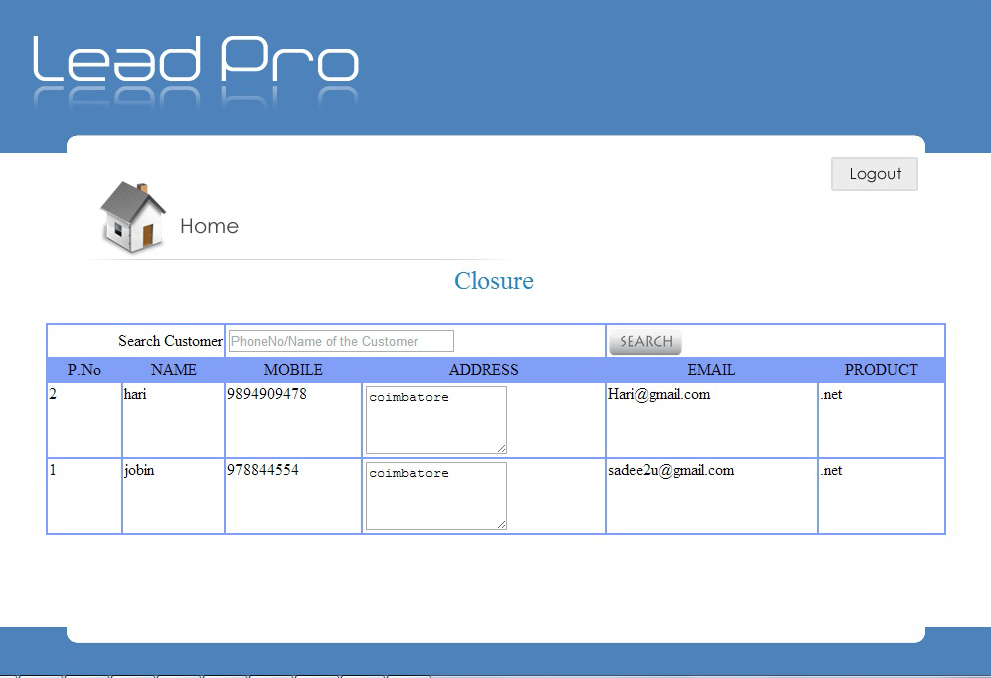 Lead Pro
Logout
Home
Closure
Search Customer PhoneNo/Name of the Customer SEARCH
P.No NAME MOBILE ADDRESS EMAIL PRODUCT
2 hari 9894909478 coimbatore Hari@gmail.com .net
1 jobin 978844554 coimbatore sadee2u@gmail.com .net